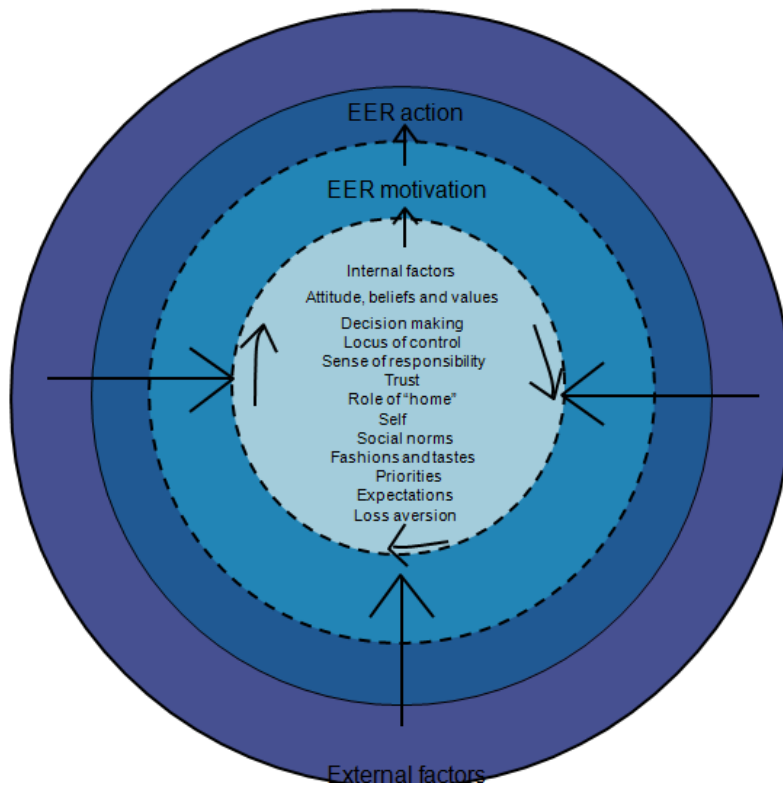 EER action
EER motivation
Internal factors
Attitude, beliefs and values
Decision making
Locus of control
Sense of responsibility
Trust
Role of “home”
Self
Social norms
Fashions and tastes
Priorities
Expectations
Loss aversion
External factors